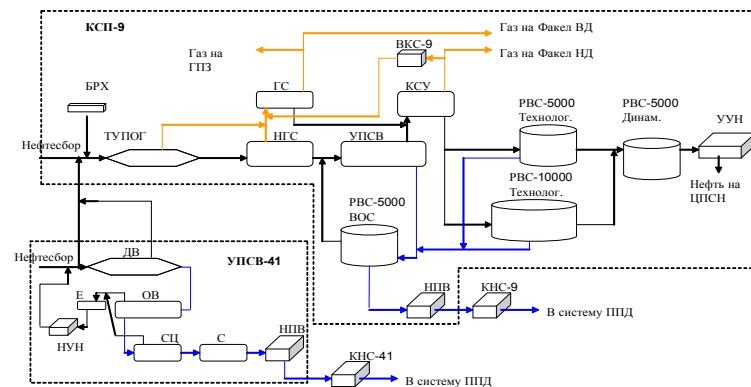 КСП-9
Газ на
ГПЗ
ВКС-9
Газ на Факел ВД
Газ на Факел НД
БРХ
ГС
КСУ
РВС-5000
Технолог.
РВС-5000
Динам.
УУН
Нефтесбор
ТУПОГ
НГС
УПСВ
РВС-10000
Технолог.
Нефть на
ЦПСН
РВС-5000
ВОС
Нефтесбор
ДВ
УПСВ-41
Е
ОВ
НУН
СЦ
С
НПВ
НПВ
КНС-9
В систему ППД
КНС-41
В систему ППД